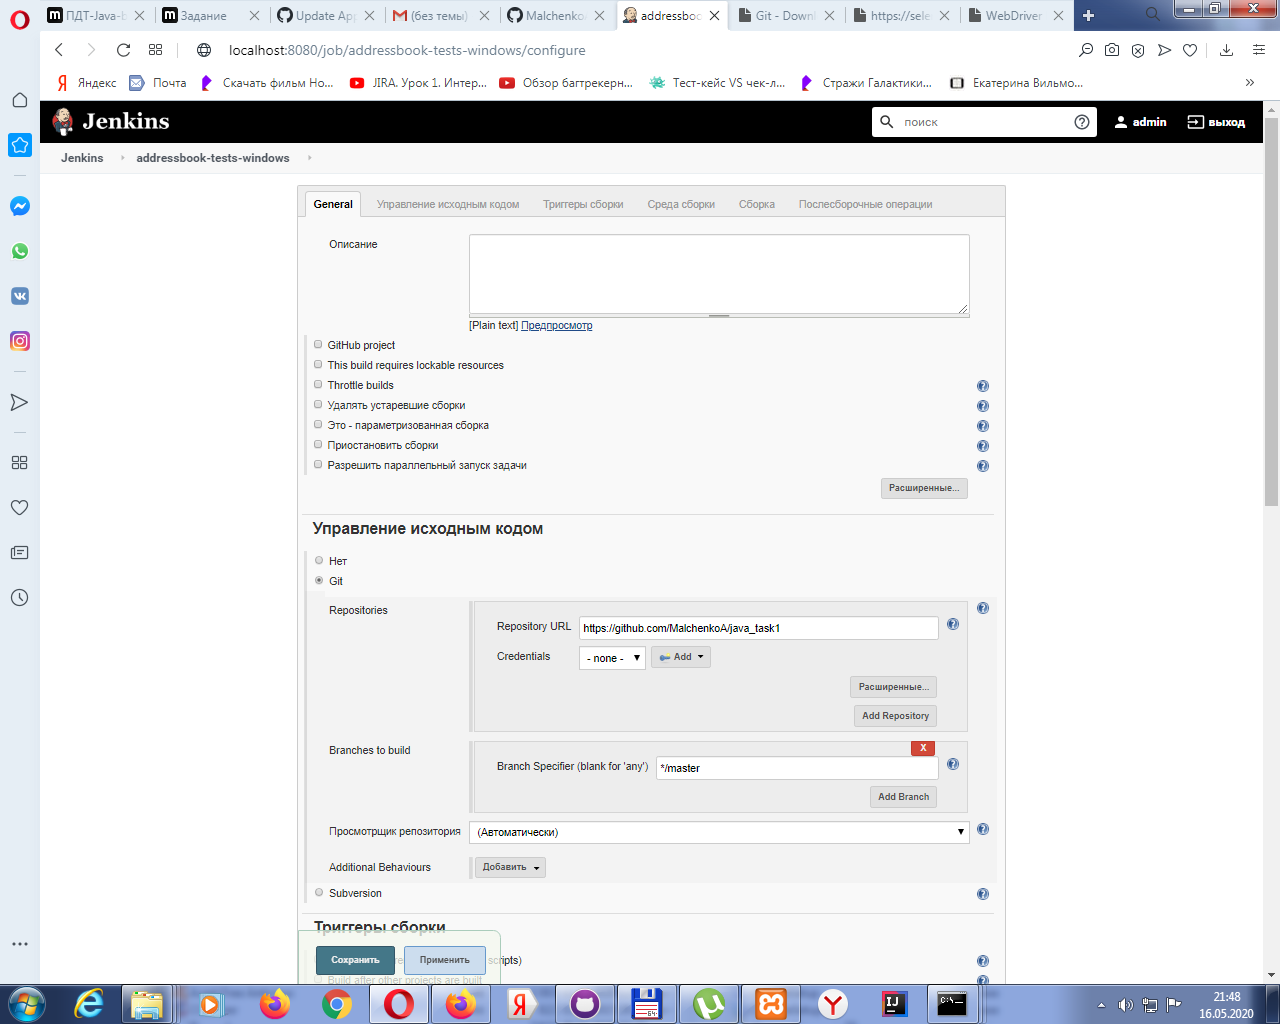 ПДТ-Java-b
Задание
Update App
(без темы)
Malchenko
addressboo
Git - Downl
https://sele
WebDriver
localhost:8080/job/addressbook-tests-windows/configure
Яндекс
Почта
Скачать фильм Но...
JIRA. Урок 1. Интер...
Обзор багтрекерн...
Тест-кейс VS чек-л...
Стражи Галактики...
Екатерина Вильмо...
Jenkins
поиск
admin
выход
Jenkins
addressbook-tests-windows
General
Управление исходным кодом
Триггеры сборки
Среда сборки
Сборка
Послесборочные операции
Описание
[Plain text] Предпросмотр
GitHub project
This build requires lockable resources
Throttle builds
Удалять устаревшие сборки
Это - параметризованная сборка
Приостановить сборки
Разрешить параллельный запуск задачи
Расширенные...
Управление исходным кодом
Нет
Git
Repositories
Repository URL https://github.com/MalchenkoA/java_task1
Credentials - none - Add
Расширенные...
Add Repository
Branches to build
X
Branch Specifier (blank for 'any') */master
Add Branch
Просмотрщик репозитория (Автоматически)
Additional Behaviours Добавить
Subversion
Триггеры сборки
Сохранить
Применить
scripts)
Build after other projects are built
21:48
16.05.2020